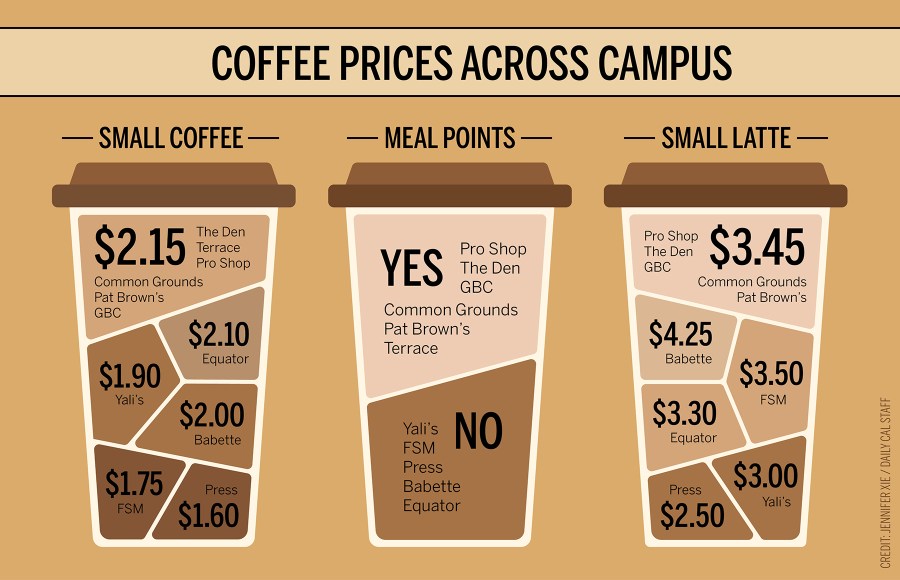 COFFEE PRICES ACROSS CAMPUS
SMALL COFFEE
$2.15
The Den
Terrace
Pro Shop
Common Grounds
Pat Brown's
GBC
$2.10
Equator
$1.90
Yali's
$2.00
Babette
$1.75
FSM
Press
$1.60
MEAL POINTS
YES
Pro Shop
The Den
GBC
Common Grounds
Pat Brown's
Terrace
NO
Yali's
FSM
Press
Babette
Equator
SMALL LATTE
Pro Shop
The Den
GBC
$3.45
Common Grounds
Pat Brown's
$4.25
Babette
$3.50
FSM
$3.30
Equator
$3.00
Yali's
Press
$2.50
CREDIT: JENNIFER XIE / DAILY CAL STAFF